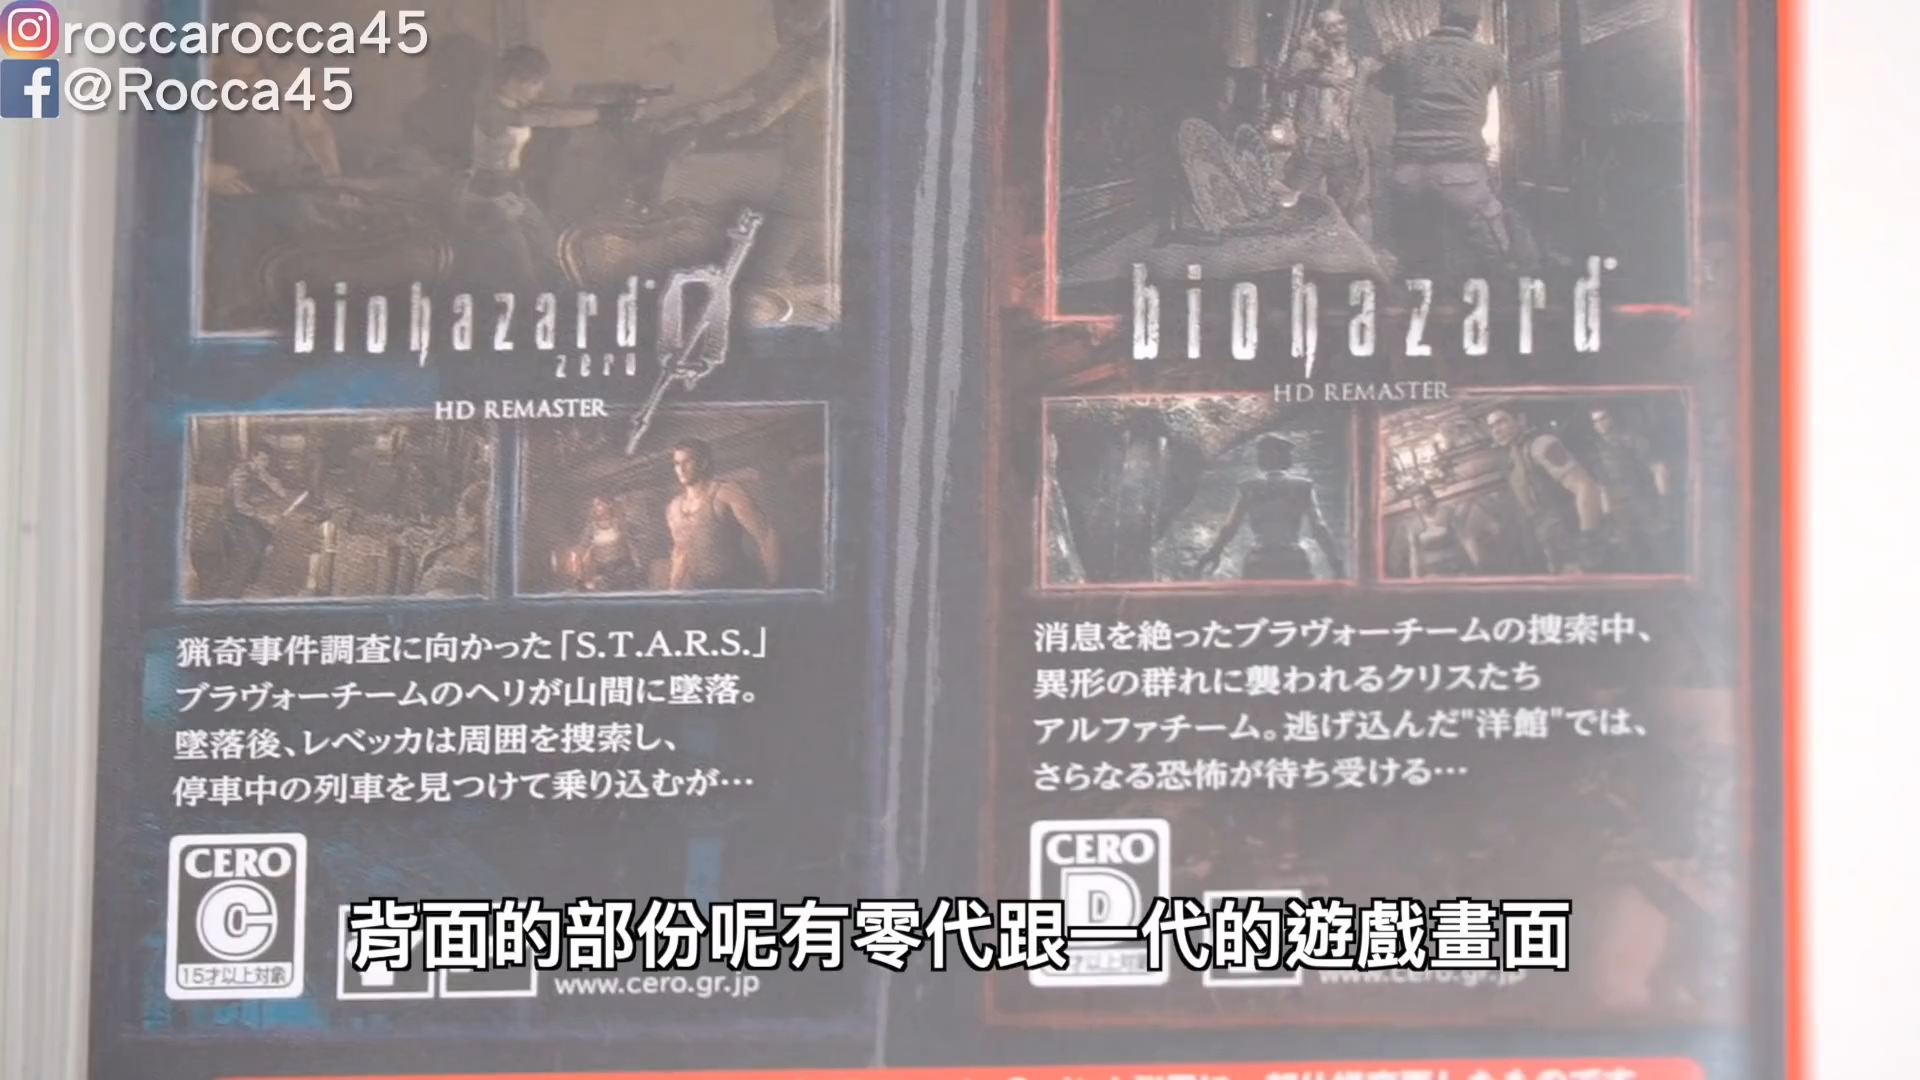 roccarocca45
@Rocca45
biohazard
zero
HD REMASTER
猟奇事件調査に向かった「S.T.A.R.S.」
ブラヴォーチームのヘリが山間に墜落。
墜落後、レベッカは周囲を捜索し、
停車中の列車を見つけて乗り込むが…
CERO
C
15才以上対象
www.cero.gr.jp
biohazard
HD REMASTER
消息を絶ったブラヴォーチームの捜索中、
異形の群れに襲われるクリスたち
アルファチーム。逃げ込んだ"洋館"では、
さらなる恐怖が待ち受ける…
CERO
D
www.cero.gr.jp
背面的部份呢有零代跟一代的遊戲畫面